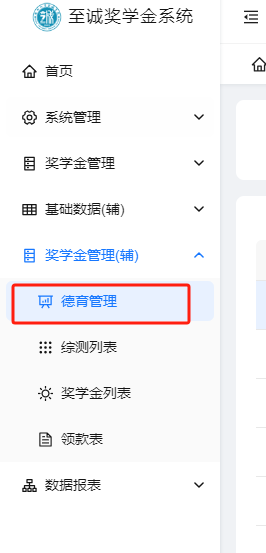 至诚奖学金系统
首页
系统管理
奖学金管理
基础数据(辅)
奖学金管理(辅)
德育管理
综测列表
奖学金列表
领款表
数据报表